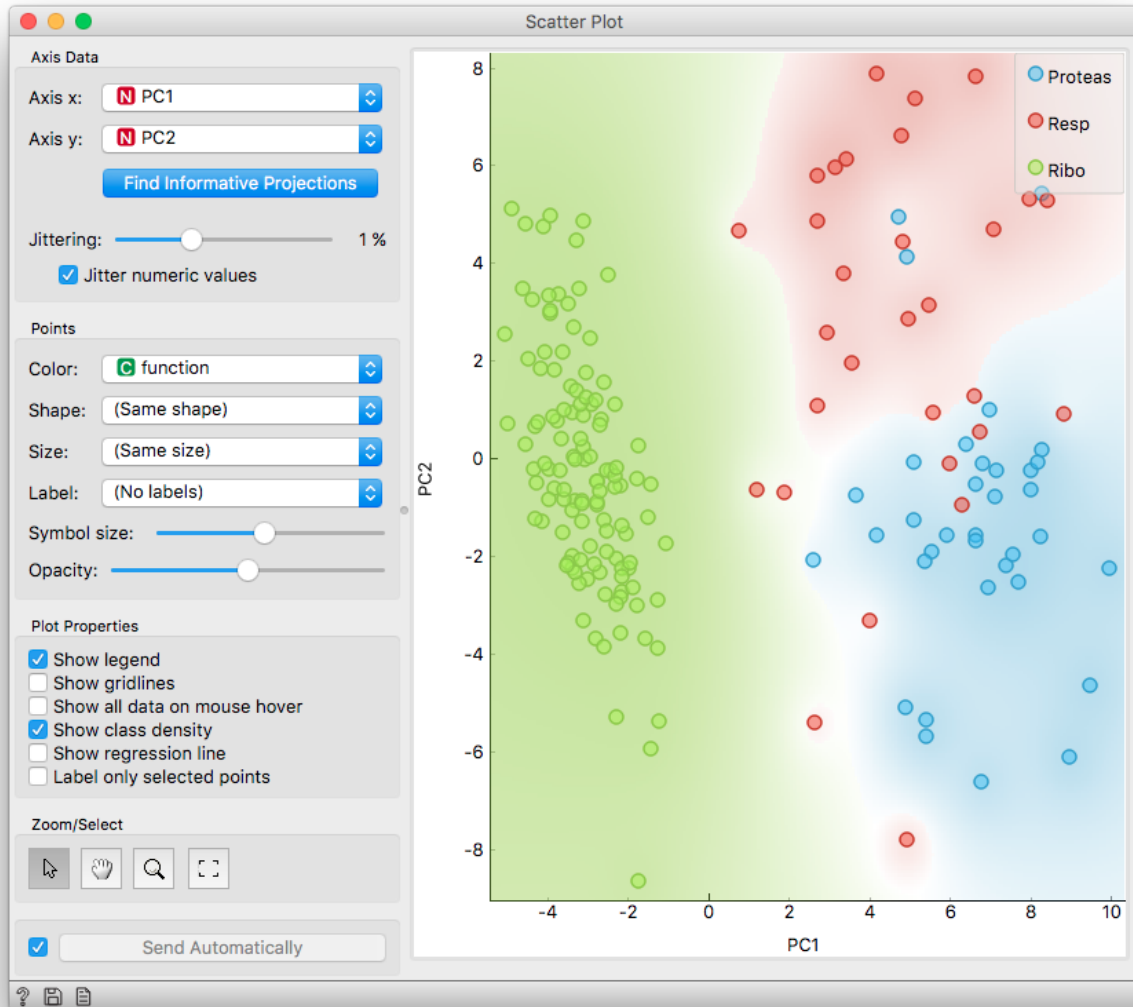 Scatter Plot
Axis Data
Axis x: N PC1
Axis y: N PC2
Find Informative Projections
Jittering: 1 %
Jitter numeric values
Points
Color: C function
Shape: (Same shape)
Size: (Same size)
Label: (No labels)
Symbol size:
Opacity:
Plot Properties
Show legend
Show gridlines
Show all data on mouse hover
Show class density
Show regression line
Label only selected points
Zoom/Select
Send Automatically
8
6
4
2
0
-2
-4
-6
-8
PC2
-4 -2 0 2 4 6 8 10
PC1
Proteas
Resp
Ribo